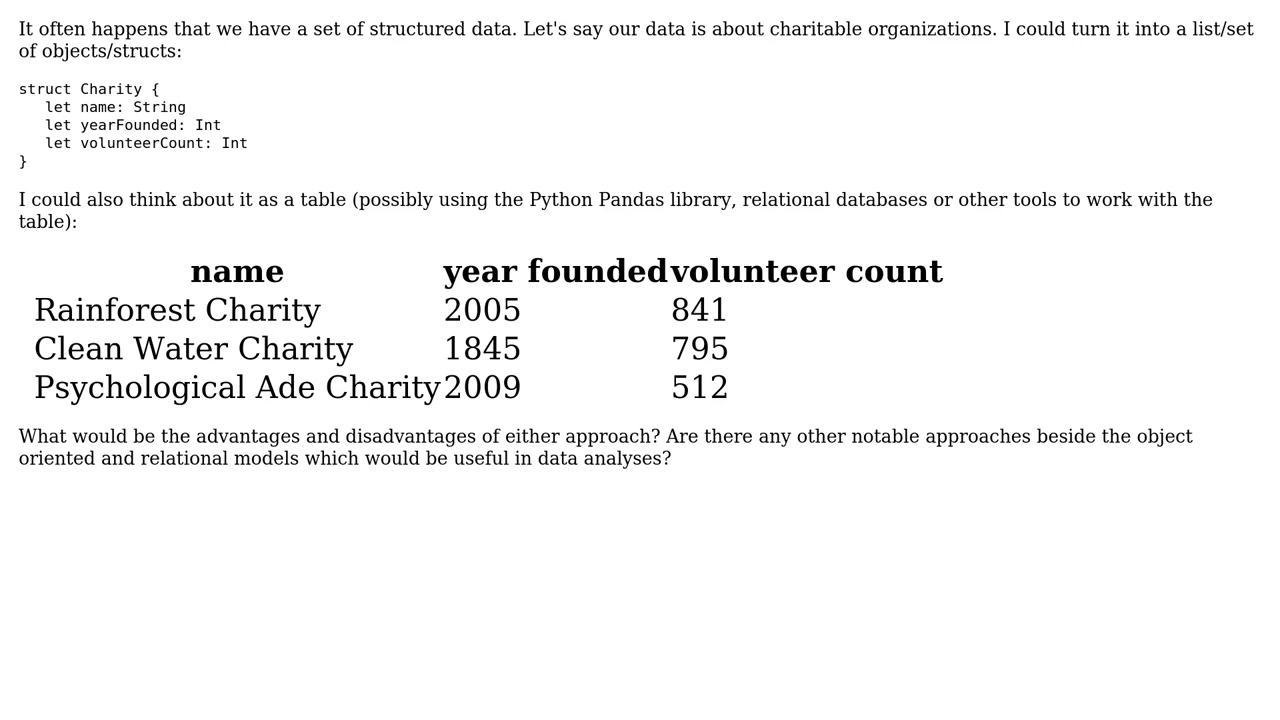 It often happens that we have a set of structured data. Let's say our data is about charitable organizations. I could turn it into a list/set
of objects/structs:
struct Charity {
   let name: String
   let yearFounded: Int
   let volunteerCount: Int
}
I could also think about it as a table (possibly using the Python Pandas library, relational databases or other tools to work with the
table):
name year founded volunteer count
Rainforest Charity 2005 841
Clean Water Charity 1845 795
Psychological Ade Charity 2009 512
What would be the advantages and disadvantages of either approach? Are there any other notable approaches beside the object
oriented and relational models which would be useful in data analyses?